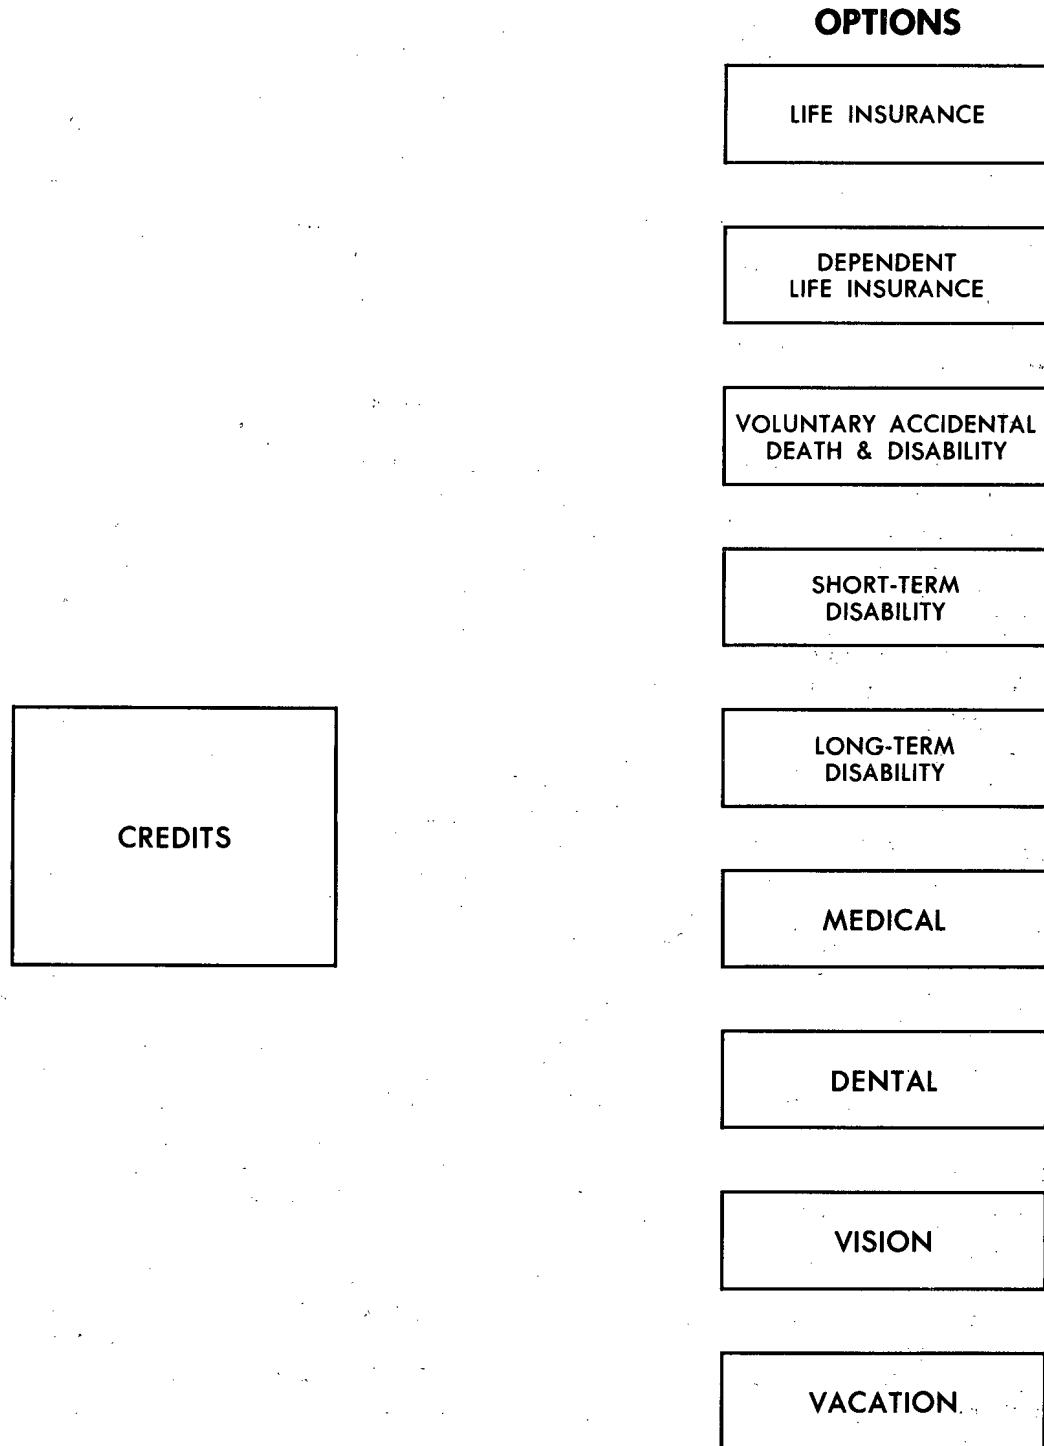 OPTIONS
LIFE INSURANCE
DEPENDENT
LIFE INSURANCE
VOLUNTARY ACCIDENTAL
DEATH & DISABILITY
SHORT-TERM
DISABILITY
LONG-TERM
DISABILITY
CREDITS
MEDICAL
DENTAL
VISION
VACATION